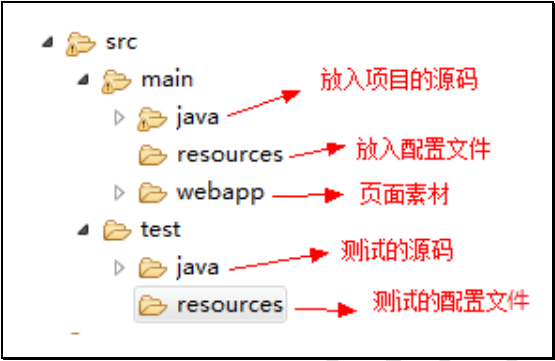 src
main
java 放入项目的源码
resources 放入配置文件
webapp 页面素材
test
java 测试的源码
resources 测试的配置文件